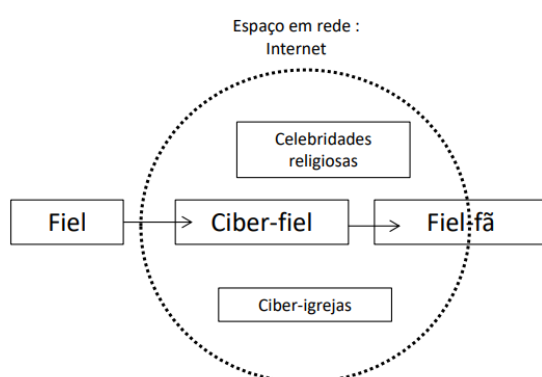 Espaço em rede :
Internet
Celebridades
religiosas
Fiel
Ciber-fiel
Fiel-fã
Ciber-igrejas